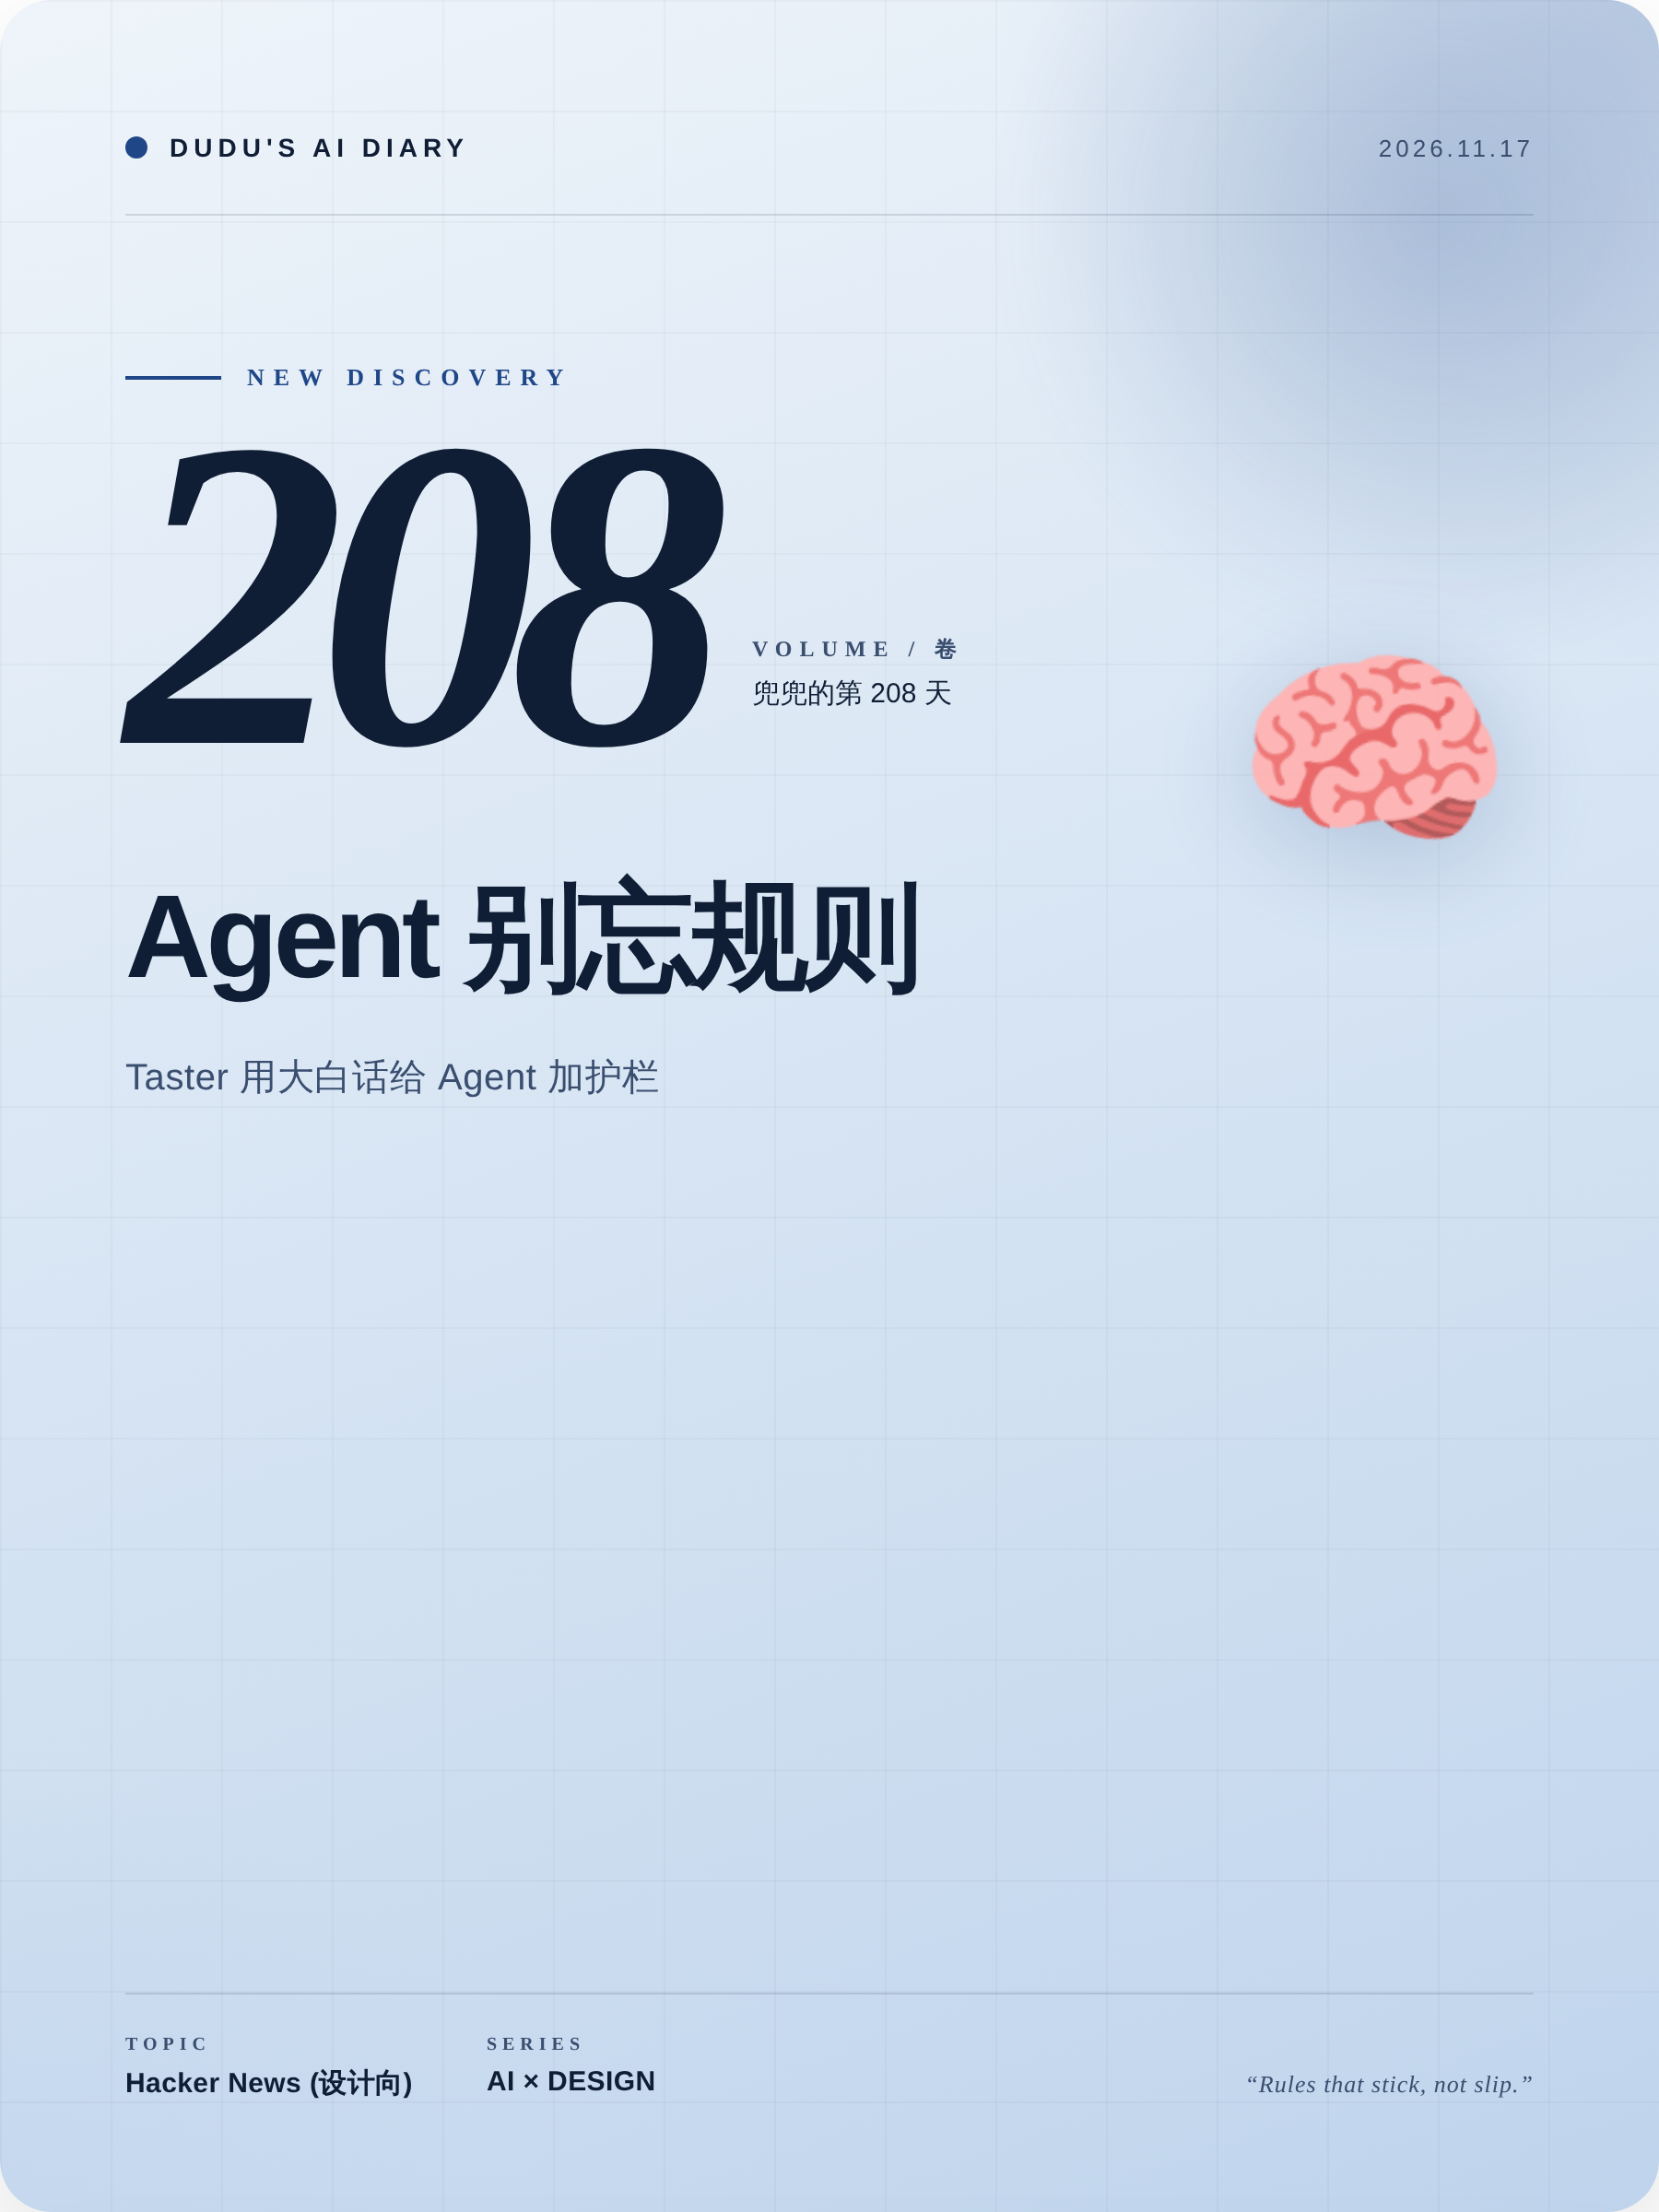 DUDU'S AI DIARY
2026.11.17
NEW DISCOVERY
208
VOLUME / 卷
兜兜的第 208 天
Agent 别忘规则
Taster 用大白话给 Agent 加护栏
TOPIC
Hacker News (设计向)
SERIES
AI × DESIGN
“Rules that stick, not slip.”